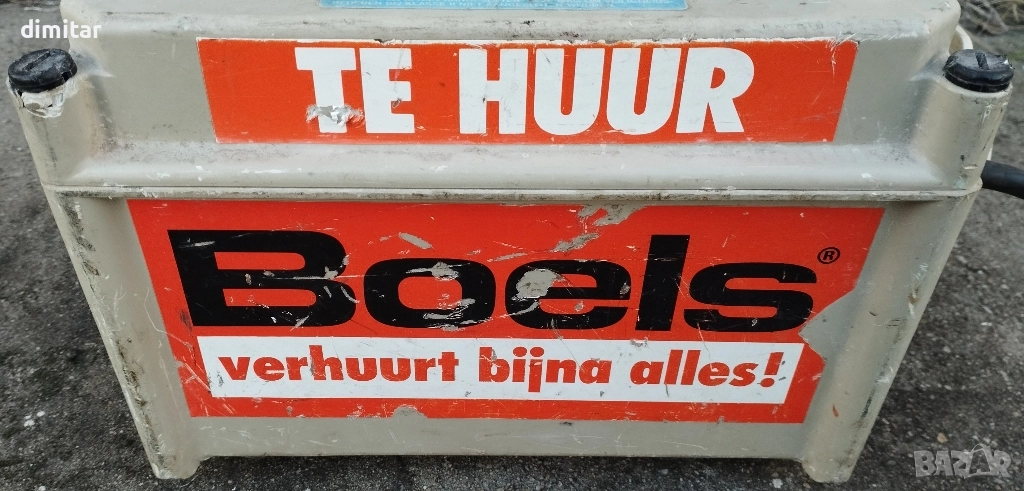 dimitar
TE HUUR
Boels®
verhuurt bijna alles!
BAZAR